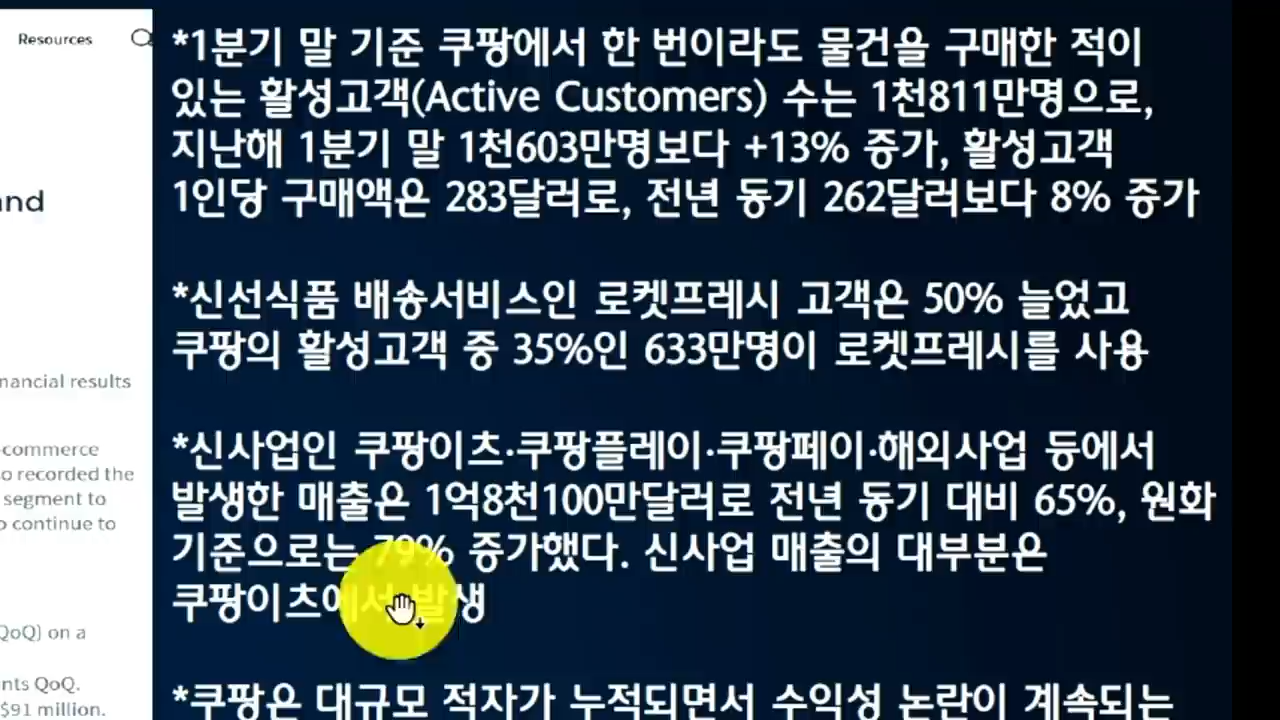 Resources
and
nancial results
-commerce
so recorded the
segment to
o continue to
QoQ) on a
nts QoQ.
$91 million.
*1분기 말 기준 쿠팡에서 한 번이라도 물건을 구매한 적이
있는 활성고객(Active Customers) 수는 1천811만명으로,
지난해 1분기 말 1천603만명보다 +13% 증가, 활성고객
1인당 구매액은 283달러로, 전년 동기 262달러보다 8% 증가
*신선식품 배송서비스인 로켓프레시 고객은 50% 늘었고
쿠팡의 활성고객 중 35%인 633만명이 로켓프레시를 사용
*신사업인 쿠팡이츠·쿠팡플레이·쿠팡페이·해외사업 등에서
발생한 매출은 1억8천100만달러로 전년 동기 대비 65%, 원화
기준으로는 79% 증가했다. 신사업 매출의 대부분은
쿠팡이츠에서 발생
*쿠팡은 대규모 적자가 누적되면서 수익성 논란이 계속되는